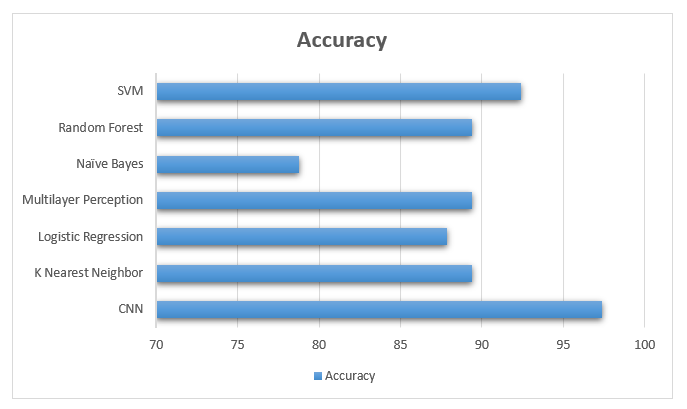 Accuracy
SVM
Random Forest
Naïve Bayes
Multilayer Perception
Logistic Regression
K Nearest Neighbor
CNN
70 75 80 85 90 95 100
Accuracy